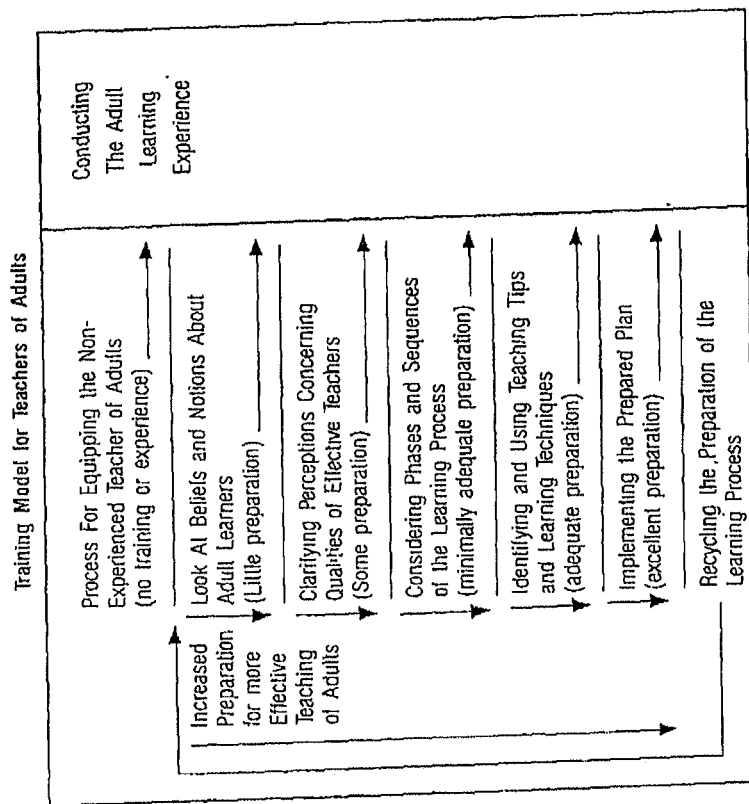 Training Model for Teachers of Adults
Process For Equipping the Non-
Experienced Teacher of Adults
(no training or experience)
Look At Beliefs and Notions About
Adult Learners
(Little preparation)
Clarifying Perceptions Concerning
Qualities of Effective Teachers
(Some preparation)
Considering Phases and Sequences
of the Learning Process
(minimally adequate preparation)
Identifying and Using Teaching Tips
and Learning Techniques
(adequate preparation)
Implementing the Prepared Plan
(excellent preparation)
Recycling the Preparation of the
Learning Process
Increased
Preparation
for more
Effective
Teaching
of Adults
Conducting
The Adult
Learning
Experience